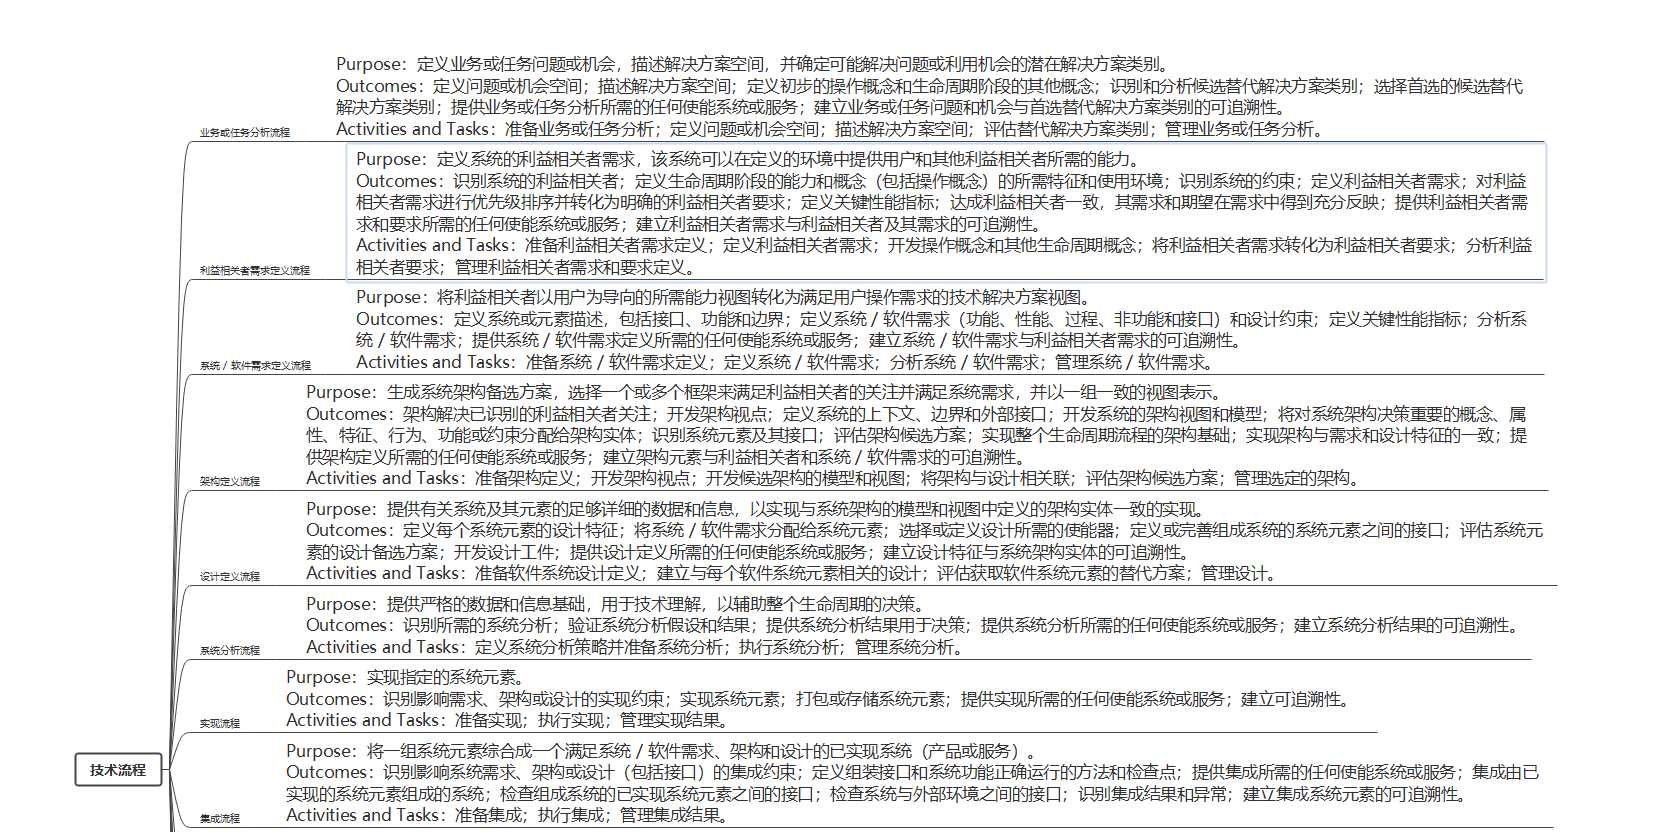 Purpose：定义业务或任务问题或机会，描述解决方案空间，并确定可能解决问题或利用机会的潜在解决方案类别。
Outcomes：定义问题或机会空间；描述解决方案空间；定义初步的操作概念和生命周期阶段的其他概念；识别和分析候选替代解决方案类别；选择首选的候选替代
解决方案类别；提供业务或任务分析所需的任何使能系统或服务；建立业务或任务问题和机会与首选替代解决方案类别的可追溯性。
Activities and Tasks：准备业务或任务分析；定义问题或机会空间；描述解决方案空间；评估替代解决方案类别；管理业务或任务分析。
业务或任务分析流程
Purpose：定义系统的利益相关者需求，该系统可以在定义的环境中提供用户和其他利益相关者所需的能力。
Outcomes：识别系统的利益相关者；定义生命周期阶段的能力和概念（包括操作概念）的所需特征和使用环境；识别系统的约束；定义利益相关者需求；对利益
相关者需求进行优先级排序并转化为明确的利益相关者要求；定义关键性能指标；达成利益相关者一致，其需求和期望在需求中得到充分反映；提供利益相关者需
求和要求所需的任何使能系统或服务；建立利益相关者需求与利益相关者及其需求的可追溯性。
Activities and Tasks：准备利益相关者需求定义；定义利益相关者需求；开发操作概念和其他生命周期概念；将利益相关者需求转化为利益相关者要求；分析利益
相关者要求；管理利益相关者需求和要求定义。
利益相关者需求定义流程
Purpose：将利益相关者以用户为导向的所需能力视图转化为满足用户操作需求的技术解决方案视图。
Outcomes：定义系统或元素描述，包括接口、功能和边界；定义系统 / 软件需求（功能、性能、过程、非功能和接口）和设计约束；定义关键性能指标；分析系
统 / 软件需求；提供系统 / 软件需求定义所需的任何使能系统或服务；建立系统 / 软件需求与利益相关者需求的可追溯性。
Activities and Tasks：准备系统 / 软件需求定义；定义系统 / 软件需求；分析系统 / 软件需求；管理系统 / 软件需求。
系统 / 软件需求定义流程
Purpose：生成系统架构备选方案，选择一个或多个框架来满足利益相关者的关注并满足系统需求，并以一组一致的视图表示。
Outcomes：架构解决已识别的利益相关者关注；开发架构视点；定义系统的上下文、边界和外部接口；开发系统的架构视图和模型；将对系统架构决策重要的概念、属
性、特征、行为、功能或约束分配给架构实体；识别系统元素及其接口；评估架构候选方案；实现整个生命周期流程的架构基础；实现架构与需求和设计特征的一致；提
供架构定义所需的任何使能系统或服务；建立架构元素与利益相关者和系统 / 软件需求的可追溯性。
Activities and Tasks：准备架构定义；开发架构视点；开发候选架构的模型和视图；将架构与设计相关联；评估架构候选方案；管理选定的架构。
架构定义流程
Purpose：提供有关系统及其元素的足够详细的数据和信息，以实现与系统架构的模型和视图中定义的架构实体一致的实现。
Outcomes：定义每个系统元素的设计特征；将系统 / 软件需求分配给系统元素；选择或定义设计所需的使能器；定义或完善组成系统的系统元素之间的接口；评估系统元
素的设计备选方案；开发设计工件；提供设计定义所需的任何使能系统或服务；建立设计特征与系统架构实体的可追溯性。
Activities and Tasks：准备软件系统设计定义；建立与每个软件系统元素相关的设计；评估获取软件系统元素的替代方案；管理设计。
设计定义流程
Purpose：提供严格的数据和信息基础，用于技术理解，以辅助整个生命周期的决策。
Outcomes：识别所需的系统分析；验证系统分析假设和结果；提供系统分析结果用于决策；提供系统分析所需的任何使能系统或服务；建立系统分析结果的可追溯性。
Activities and Tasks：定义系统分析策略并准备系统分析；执行系统分析；管理系统分析。
系统分析流程
Purpose：实现指定的系统元素。
Outcomes：识别影响需求、架构或设计的实现约束；实现系统元素；打包或存储系统元素；提供实现所需的任何使能系统或服务；建立可追溯性。
Activities and Tasks：准备实现；执行实现；管理实现结果。
实现流程
Purpose：将一组系统元素综合成一个满足系统 / 软件需求、架构和设计的已实现系统（产品或服务）。
技术流程
Outcomes：识别影响系统需求、架构或设计（包括接口）的集成约束；定义组装接口和系统功能正确运行的方法和检查点；提供集成所需的任何使能系统或服务；集成由已
实现的系统元素组成的系统；检查组成系统的已实现系统元素之间的接口；检查系统与外部环境之间的接口；识别集成结果和异常；建立集成系统元素的可追溯性。
Activities and Tasks：准备集成；执行集成；管理集成结果。
集成流程